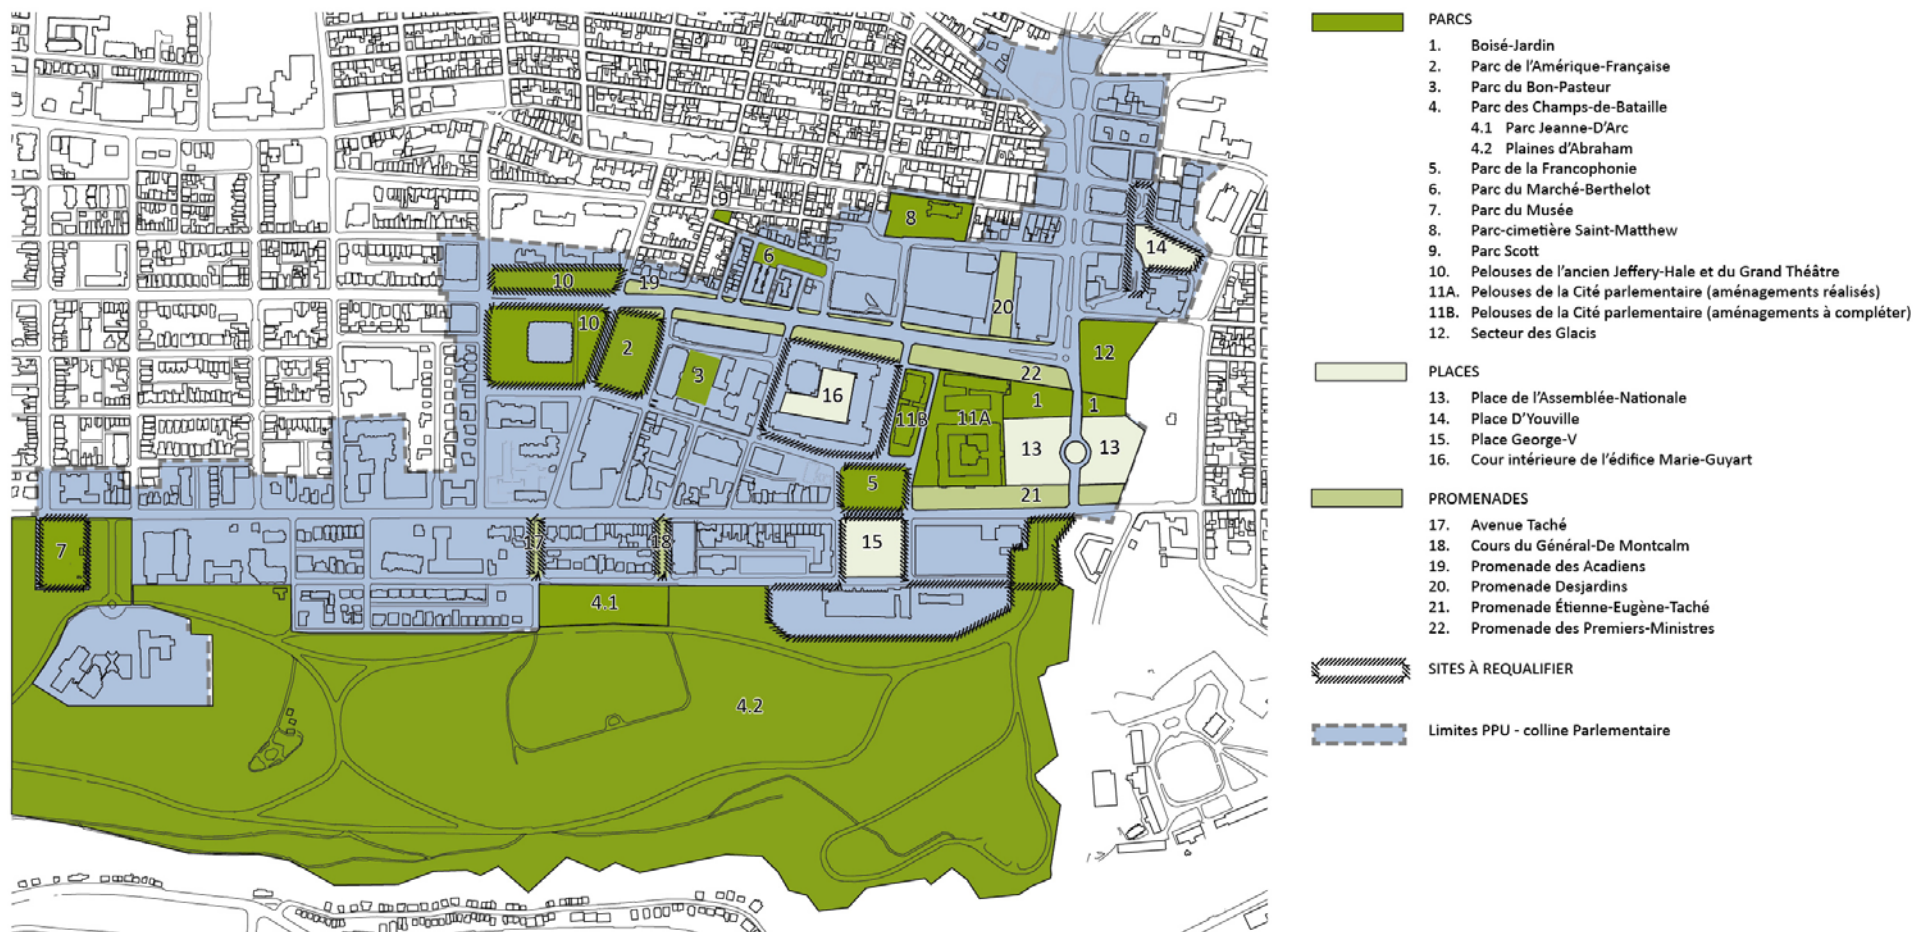 9
8
14
6
10
19
20
10
2
12
3
22
16
1
1
11B
11A
13
13
5
21
7
17
18
15
4.1
4.2
PARCS
1. Boisé-Jardin
2. Parc de l'Amérique-Française
3. Parc du Bon-Pasteur
4. Parc des Champs-de-Bataille
4.1 Parc Jeanne-D'Arc
4.2 Plaines d'Abraham
5. Parc de la Francophonie
6. Parc du Marché-Berthelot
7. Parc du Musée
8. Parc-cimetière Saint-Matthew
9. Parc Scott
10. Pelouses de l'ancien Jeffery-Hale et du Grand Théâtre
11A. Pelouses de la Cité parlementaire (aménagements réalisés)
11B. Pelouses de la Cité parlementaire (aménagements à compléter)
12. Secteur des Glacis
PLACES
13. Place de l'Assemblée-Nationale
14. Place D'Youville
15. Place George-V
16. Cour intérieure de l'édifice Marie-Guyart
PROMENADES
17. Avenue Taché
18. Cours du Général-De Montcalm
19. Promenade des Acadiens
20. Promenade Desjardins
21. Promenade Étienne-Eugène-Taché
22. Promenade des Premiers-Ministres
SITES À REQUALIFIER
Limites PPU - colline Parlementaire